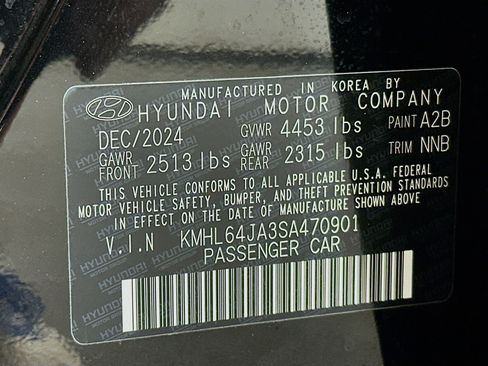 MANUFACTURED IN KOREA BY
HYUNDAI MOTOR COMPANY
DEC/2024 GVWR 4453 lbs PAINT A2B
GAWR FRONT 2513 lbs GAWR REAR 2315 lbs TRIM NNB
THIS VEHICLE CONFORMS TO ALL APPLICABLE U.S.A. FEDERAL
MOTOR VEHICLE SAFETY, BUMPER, AND THEFT PREVENTION STANDARDS
IN EFFECT ON THE DATE OF MANUFACTURE SHOWN ABOVE
V.I.N KMHL64JA3SA470901
PASSENGER CAR